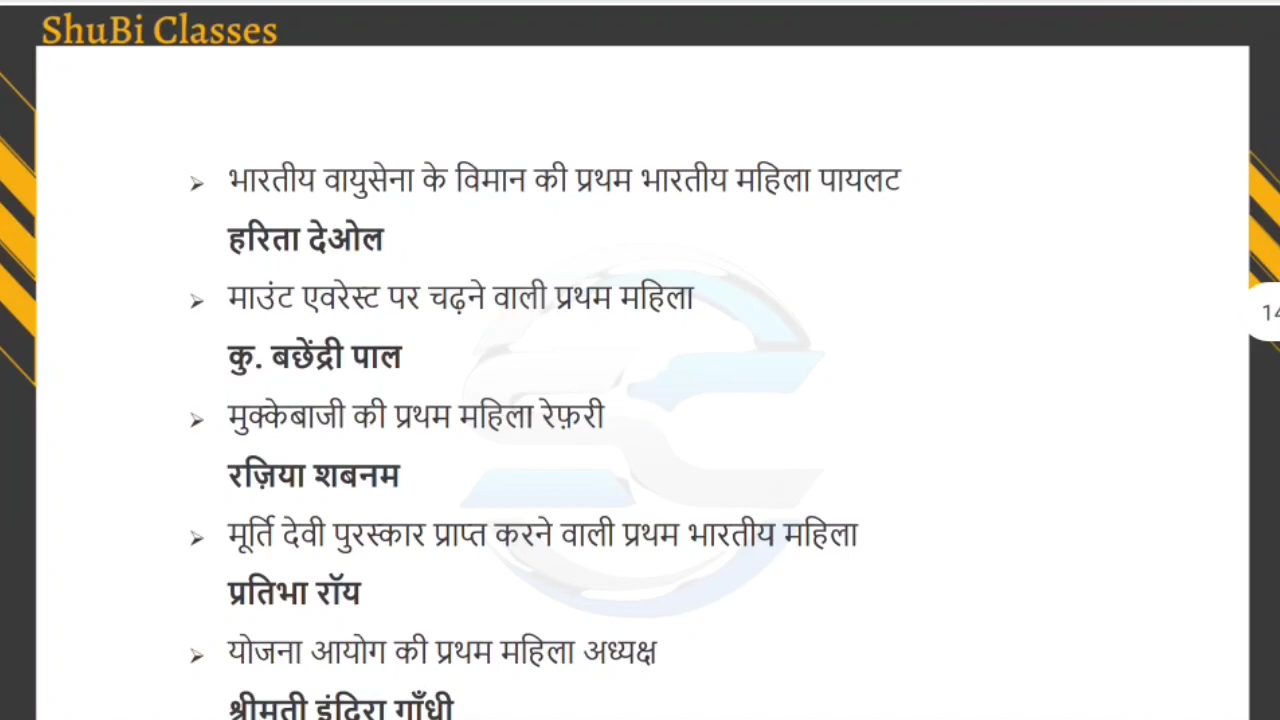 ShuBi Classes
➢ भारतीय वायुसेना के विमान की प्रथम भारतीय महिला पायलट
हरिता देओल
➢ माउंट एवरेस्ट पर चढ़ने वाली प्रथम महिला
कु. बछेंद्री पाल
14
➢ मुक्केबाजी की प्रथम महिला रेफ़री
रज़िया शबनम
➢ मूर्ति देवी पुरस्कार प्राप्त करने वाली प्रथम भारतीय महिला
प्रतिभा रॉय
➢ योजना आयोग की प्रथम महिला अध्यक्ष
श्रीमती इंदिरा गाँधी